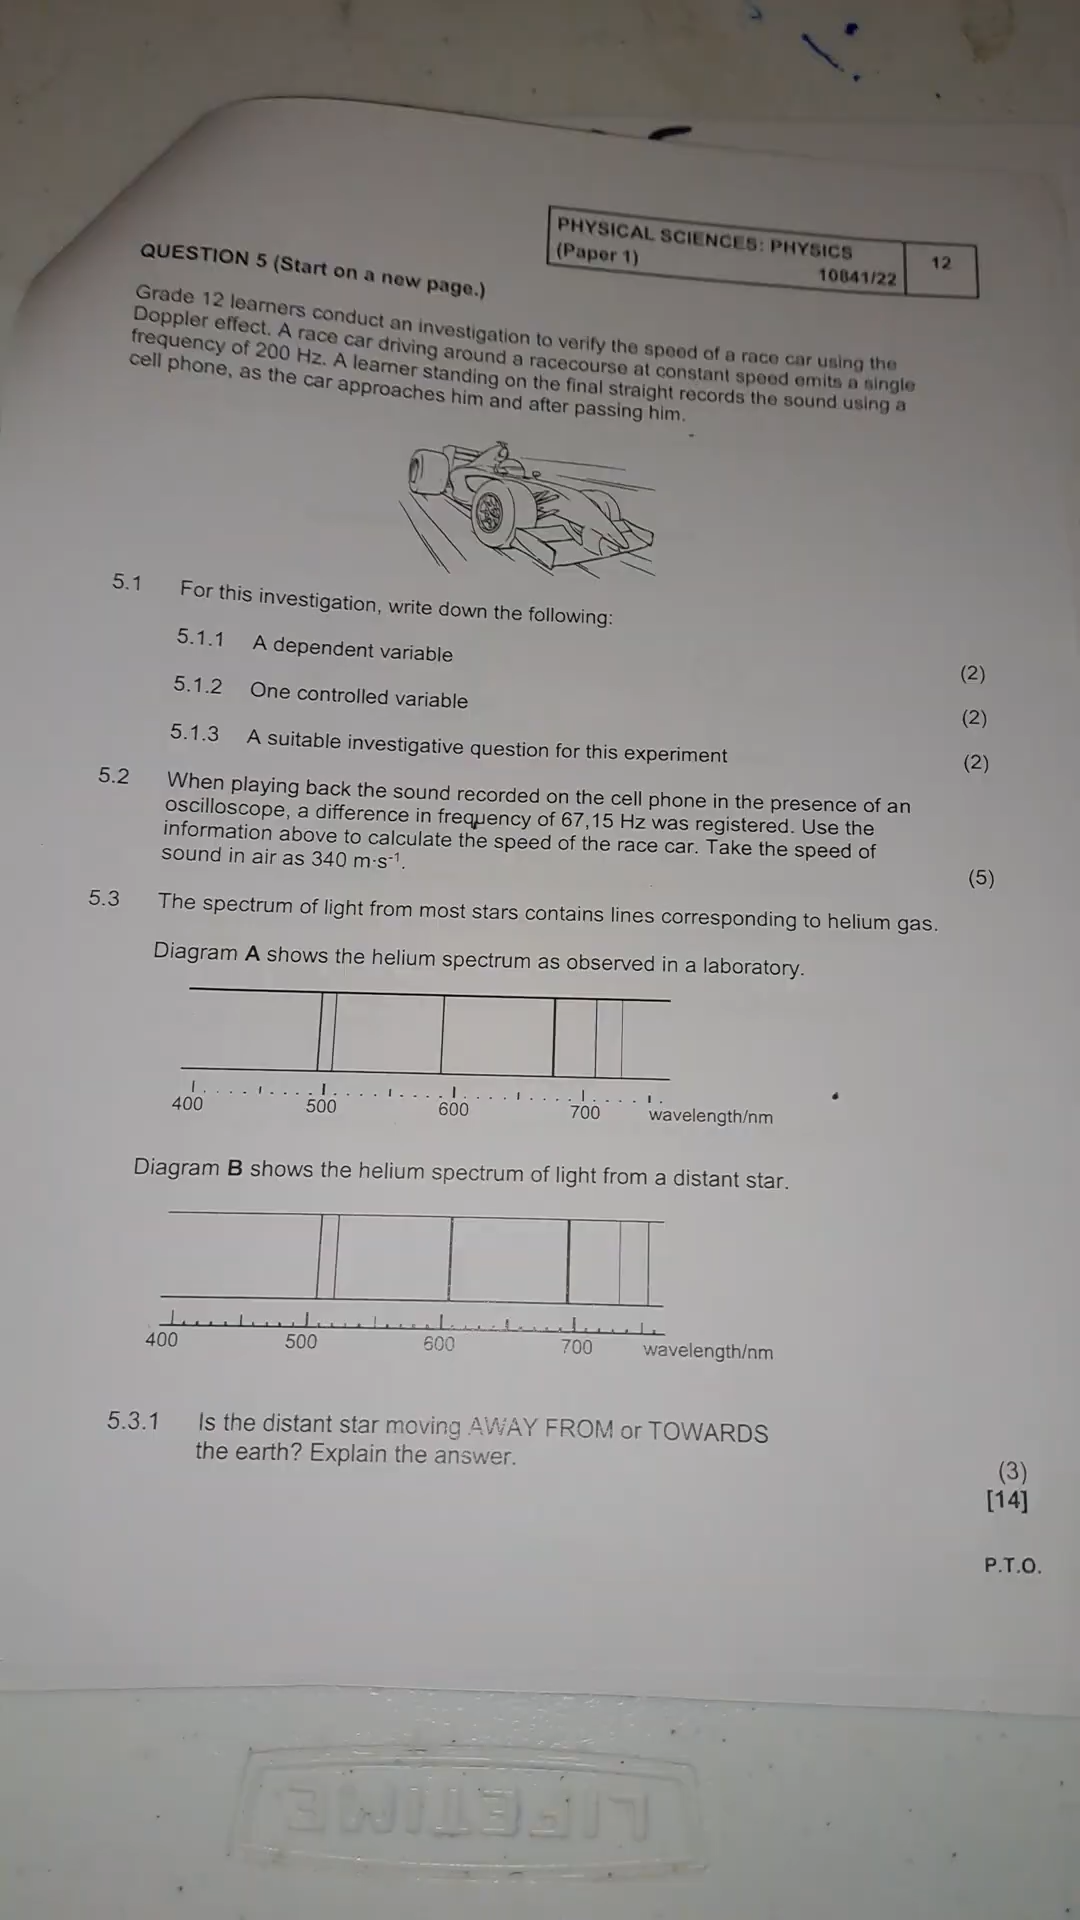 PHYSICAL SCIENCES: PHYSICS
(Paper 1)
10841/22
12
QUESTION 5 (Start on a new page.)
Grade 12 learners conduct an investigation to verify the speed of a race car using the
Doppler effect. A race car driving around a racecourse at constant speed emits a single
frequency of 200 Hz. A learner standing on the final straight records the sound using a
cell phone, as the car approaches him and after passing him.
5.1 For this investigation, write down the following:
5.1.1 A dependent variable (2)
5.1.2 One controlled variable (2)
5.1.3 A suitable investigative question for this experiment (2)
5.2 When playing back the sound recorded on the cell phone in the presence of an
oscilloscope, a difference in frequency of 67,15 Hz was registered. Use the
information above to calculate the speed of the race car. Take the speed of
sound in air as 340 m·s⁻¹. (5)
5.3 The spectrum of light from most stars contains lines corresponding to helium gas.
Diagram A shows the helium spectrum as observed in a laboratory.
400 500 600 700 wavelength/nm
Diagram B shows the helium spectrum of light from a distant star.
400 500 600 700 wavelength/nm
5.3.1 Is the distant star moving AWAY FROM or TOWARDS
the earth? Explain the answer. (3)
[14]
P.T.O.
LIFETIME